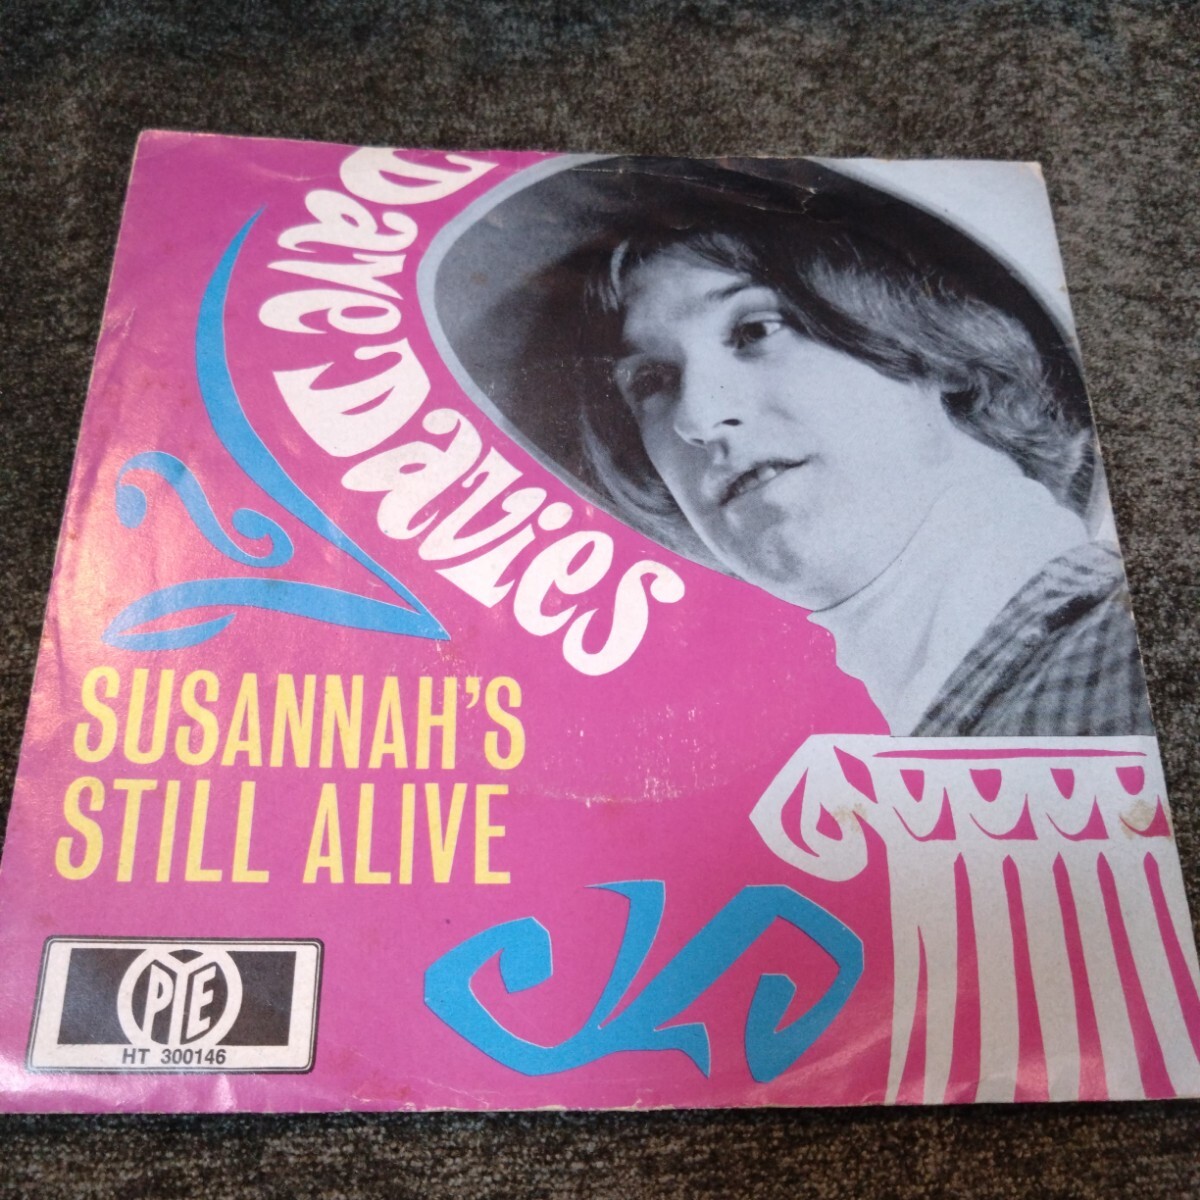 Dave Davies
SUSANNAH'S
STILL ALIVE
PYE
HT 300146